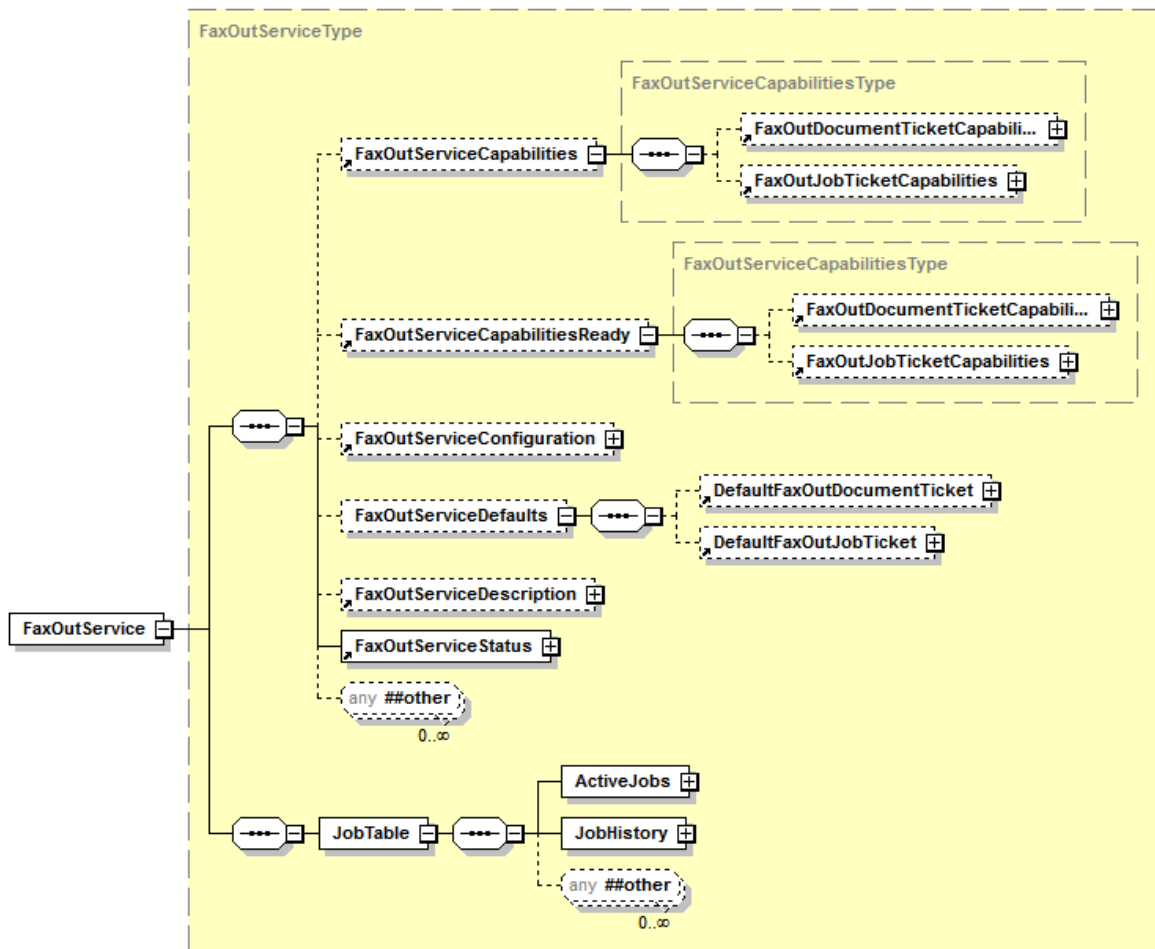 FaxOutServiceType
FaxOutServiceCapabilitiesType
FaxOutDocumentTicketCapabili...
FaxOutServiceCapabilities
FaxOutJobTicketCapabilities
FaxOutServiceCapabilitiesType
FaxOutDocumentTicketCapabili...
FaxOutServiceCapabilitiesReady
FaxOutJobTicketCapabilities
FaxOutServiceConfiguration
DefaultFaxOutDocumentTicket
FaxOutServiceDefaults
DefaultFaxOutJobTicket
FaxOutServiceDescription
FaxOutService
FaxOutServiceStatus
any ##other
0..∞
ActiveJobs
JobTable
JobHistory
any ##other
0..∞